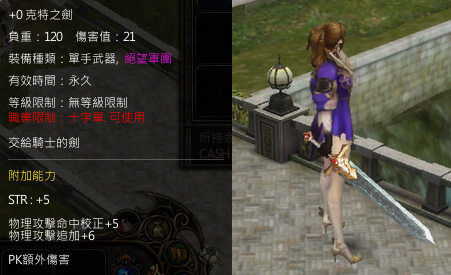 +0 克特之劍
負重：120 傷害值：21
裝備種類：單手武器, 絕望軍團
有效時間：永久
等級限制：無等級限制
職業限制：十字軍 可使用
交給騎士的劍
附加能力
STR : +5
物理攻擊命中校正+5
物理攻擊追加+6
PK額外傷害
所持金
CASH